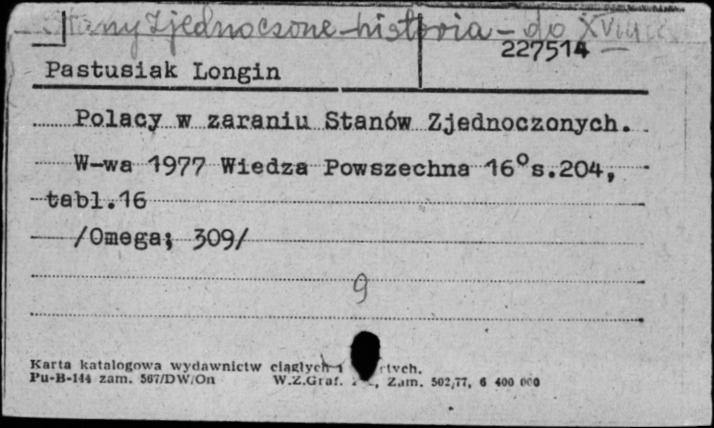 Stany Zjednoczone - historia - do XVIII w.
227514
Pastusiak Longin
Polacy w zaraniu Stanów Zjednoczonych.
W-wa 1977 Wiedza Powszechna 16° s.204,
tabl.16
/Omega; 309/
9
Karta katalogowa wydawnictw ciągłych i
Pu-B-144 zam. 567/DW/On W.Z.Graf. Zam. 502/77, 6 400 000